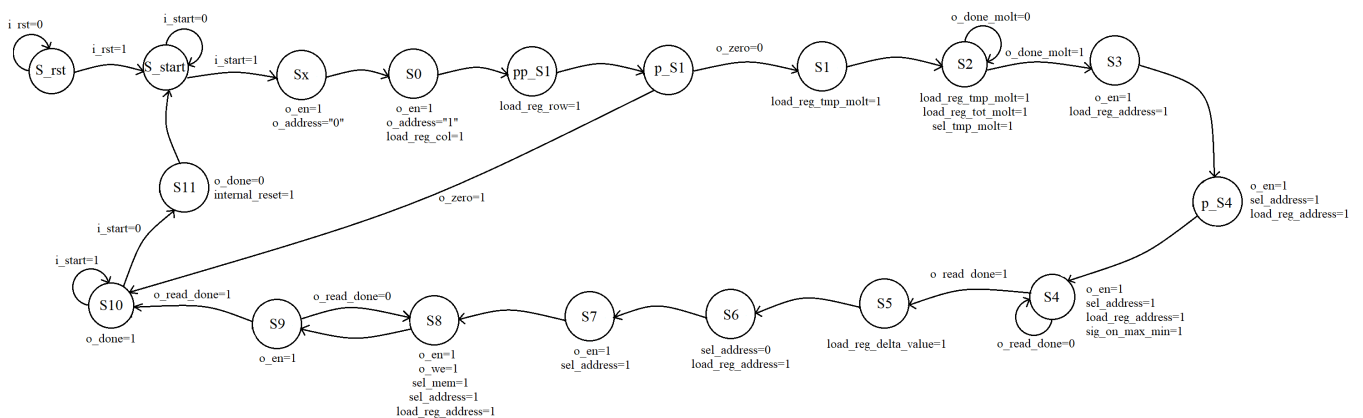 i_rst=0
S_rst
i_rst=1
i_start=0
S_start
i_start=1
Sx
o_en=1
o_address="0"
S0
o_en=1
o_address="1"
load_reg_col=1
pp_S1
load_reg_row=1
p_S1
o_zero=0
S1
load_reg_tmp_molt=1
o_done_molt=0
S2
load_reg_tmp_molt=1
load_reg_tot_molt=1
sel_tmp_molt=1
o_done_molt=1
S3
o_en=1
load_reg_address=1
p_S4
o_en=1
sel_address=1
load_reg_address=1
S11
o_done=0
internal_reset=1
o_zero=1
i_start=0
i_start=1
S10
o_done=1
o_read_done=1
S9
o_en=1
o_read_done=0
S8
o_en=1
o_we=1
sel_mem=1
sel_address=1
load_reg_address=1
S7
o_en=1
sel_address=1
S6
sel_address=0
load_reg_address=1
S5
load_reg_delta_value=1
o_read_done=1
S4
o_en=1
sel_address=1
load_reg_address=1
sig_on_max_min=1
o_read_done=0